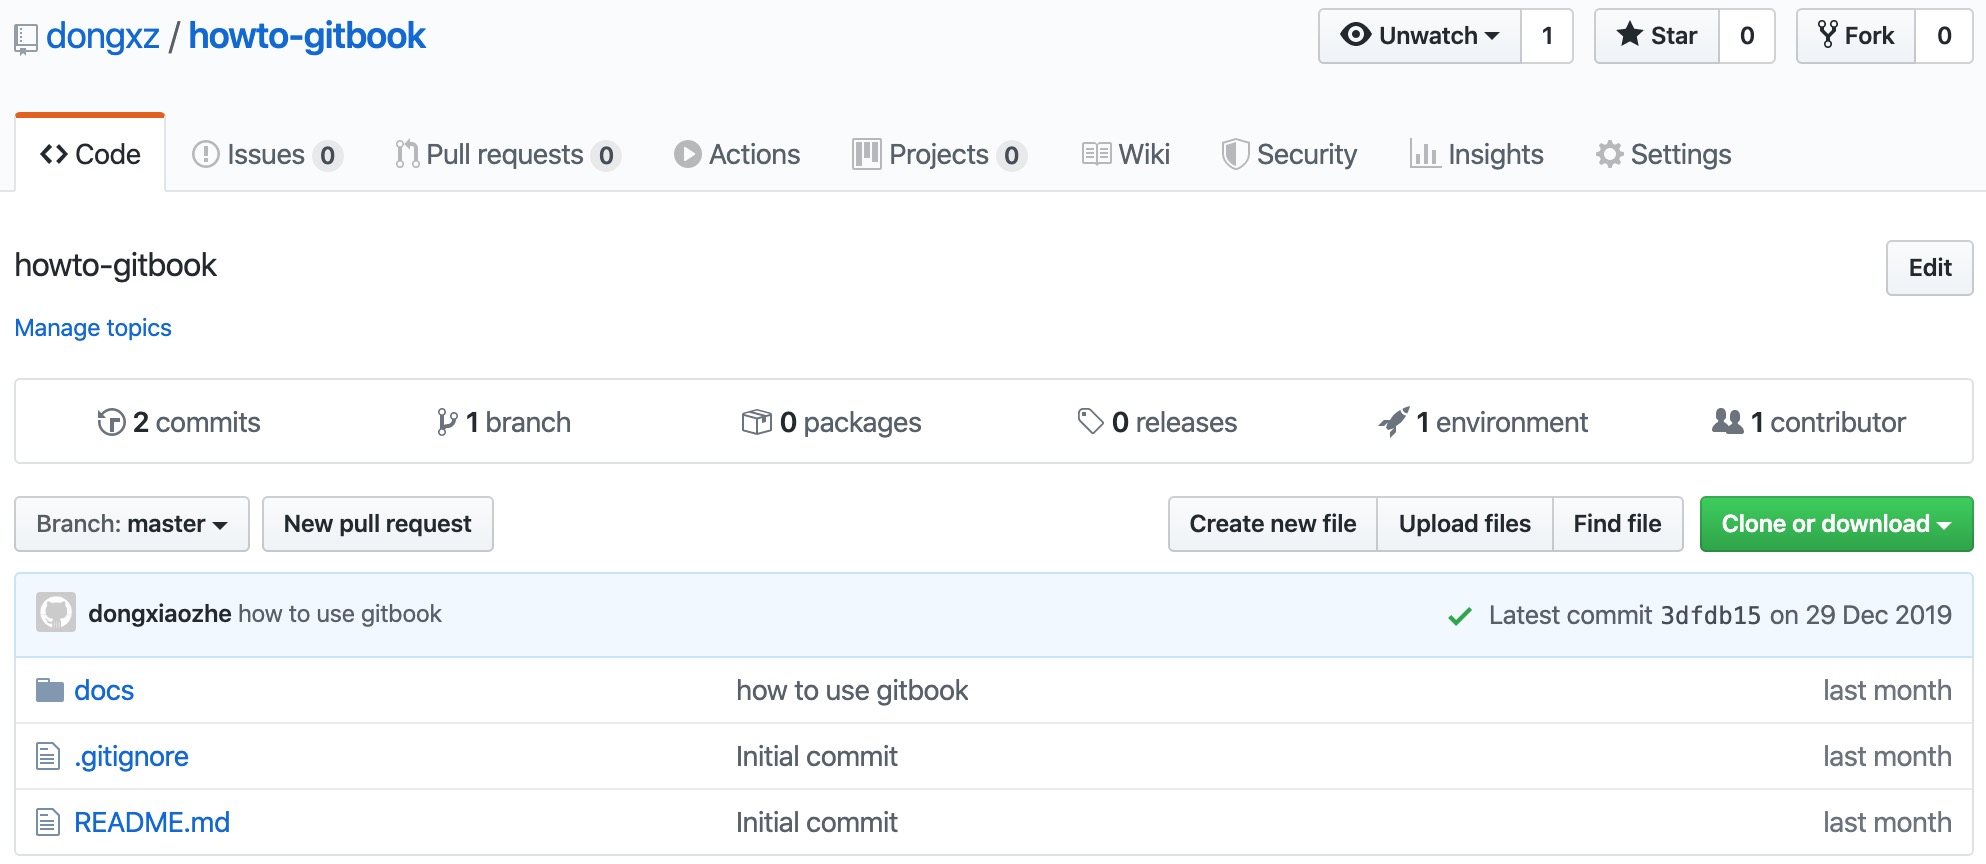 dongxz / howto-gitbook Unwatch 1 Star 0 Fork 0
Code Issues 0 Pull requests 0 Actions Projects 0 Wiki Security Insights Settings
howto-gitbook Edit
Manage topics
2 commits 1 branch 0 packages 0 releases 1 environment 1 contributor
Branch: master New pull request Create new file Upload files Find file Clone or download
dongxiaozhe how to use gitbook Latest commit 3dfdb15 on 29 Dec 2019
docs how to use gitbook last month
.gitignore Initial commit last month
README.md Initial commit last month